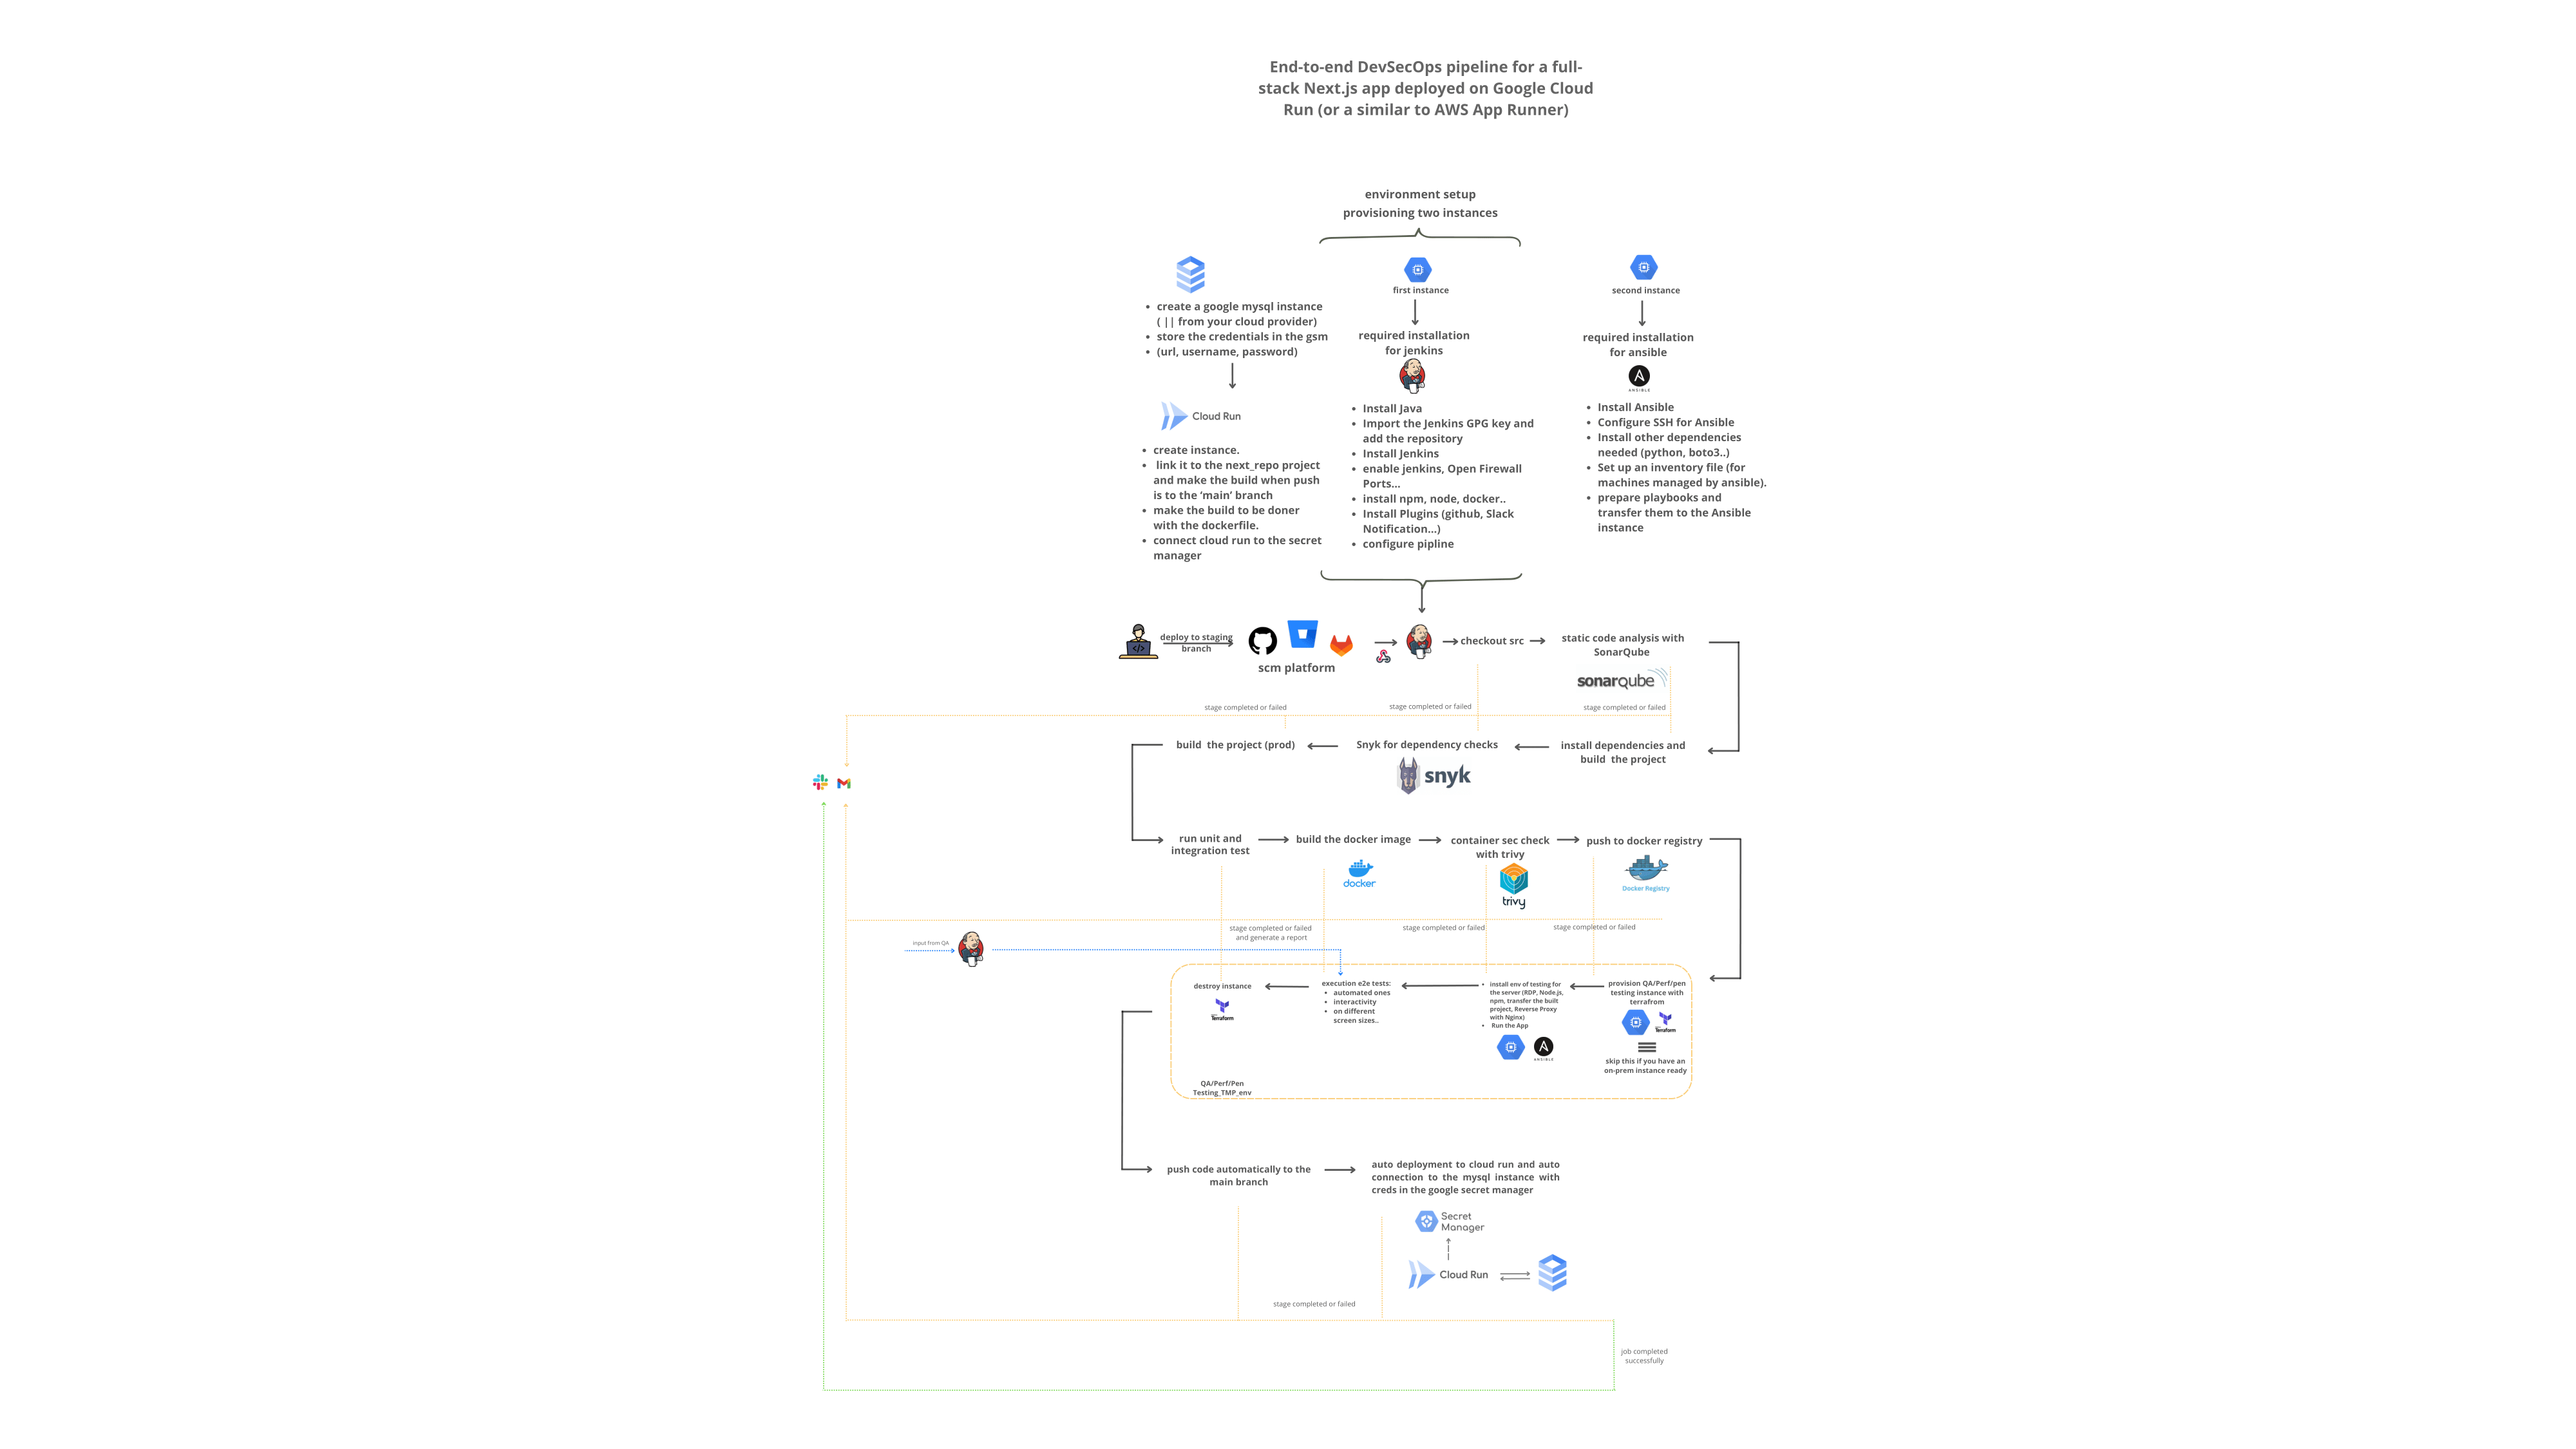 End-to-end DevSecOps pipeline for a full-
stack Next.js app deployed on Google Cloud
Run (or a similar to AWS App Runner)
environment setup
provisioning two instances
• create a google mysql instance
( || from your cloud provider)
• store the credentials in the gsm
• (url, username, password)
Cloud Run
• create instance.
• link it to the next_repo project
and make the build when push
is to the ‘main’ branch
• make the build to be doner
with the dockerfile.
• connect cloud run to the secret
manager
first instance
required installation
for jenkins
• Install Java
• Import the Jenkins GPG key and
add the repository
• Install Jenkins
• enable jenkins, Open Firewall
Ports...
• install npm, node, docker..
• Install Plugins (github, Slack
Notification...)
• configure pipline
second instance
required installation
for ansible
ANSIBLE
• Install Ansible
• Configure SSH for Ansible
• Install other dependencies
needed (python, boto3..)
• Set up an inventory file (for
machines managed by ansible).
• prepare playbooks and
transfer them to the Ansible
instance
deploy to staging
branch
scm platform
checkout src
static code analysis with
SonarQube
sonarqube
stage completed or failed
stage completed or failed
stage completed or failed
build the project (prod)
Snyk for dependency checks
snyk
install dependencies and
build the project
run unit and
integration test
build the docker image
docker
container sec check
with trivy
trivy
push to docker registry
Docker Registry
stage completed or failed
and generate a report
stage completed or failed
stage completed or failed
input from QA
destroy instance
Terraform
execution e2e tests:
• automated ones
• interactivity
• on different
screen sizes..
• install env of testing for
the server (RDP, Node.js,
npm, transfer the built
project, Reverse Proxy
with Nginx)
• Run the App
ANSIBLE
provision QA/Perf/pen
testing instance with
terrafrom
Terraform
skip this if you have an
on-prem instance ready
QA/Perf/Pen
Testing_TMP_env
push code automatically to the
main branch
auto deployment to cloud run and auto
connection to the mysql instance with
creds in the google secret manager
Secret
Manager
Cloud Run
stage completed or failed
job completed
successfully